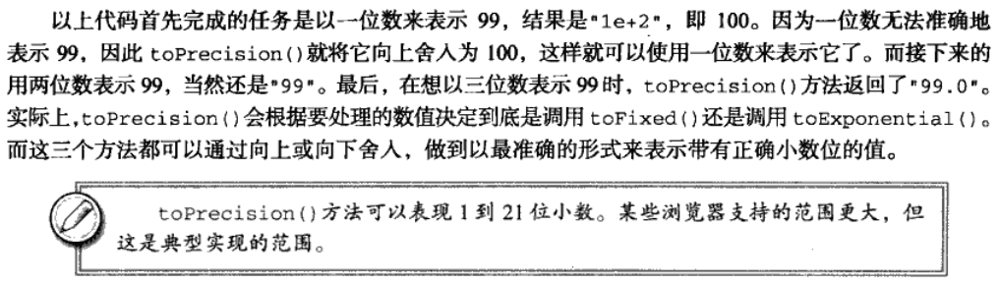 以上代码首先完成的任务是以一位数来表示 99，结果是"1e+2"，即 100。因为一位数无法准确地
表示 99，因此 toPrecision()就将它向上舍入为 100，这样就可以使用一位数来表示它了。而接下来的
用两位数表示 99，当然还是"99"。最后，在想以三位数表示 99 时，toPrecision()方法返回了"99.0"。
实际上，toPrecision()会根据要处理的数值决定到底是调用 toFixed()还是调用 toExponential()。
而这三个方法都可以通过向上或向下舍入，做到以最准确的形式来表示带有正确小数位的值。
toPrecision()方法可以表现 1 到 21 位小数。某些浏览器支持的范围更大，但
这是典型实现的范围。